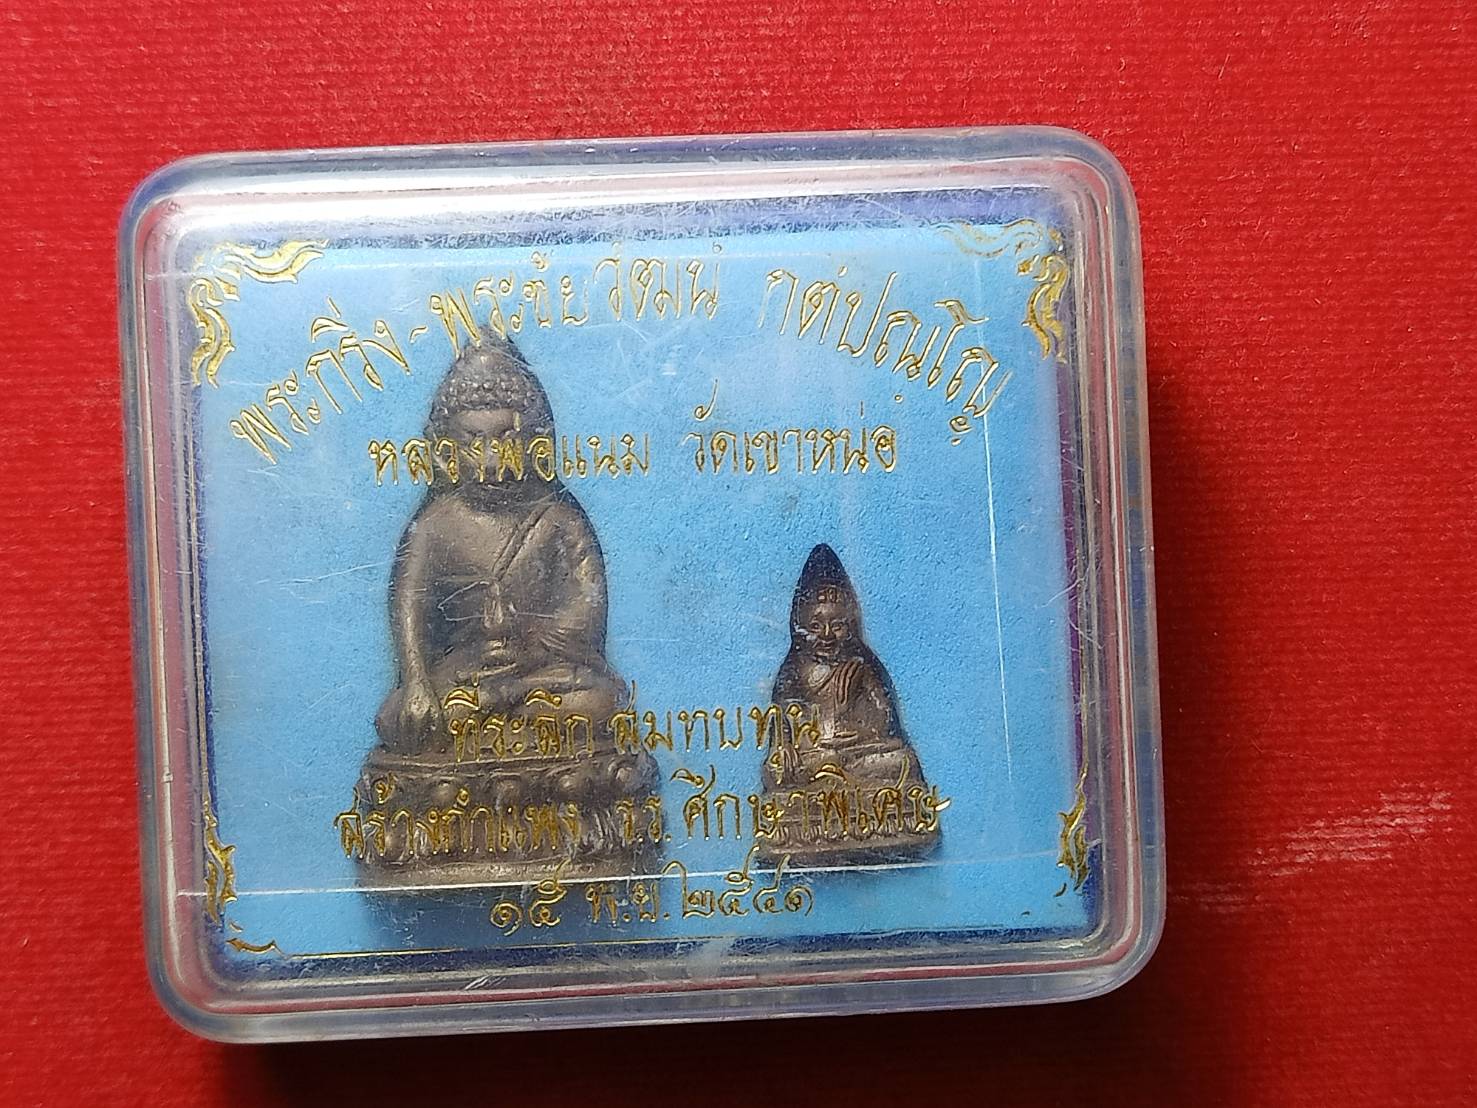 พระกริ่ง-พระชัยวัฒน์ กตปุณโญ
หลวงพ่อแนม วัดเขาหน่อ
ที่ระลึก สมทบทุน
สร้างกำแพง ร.ร. ศึกษาพิเศษ
๑๕ พ.ย. ๒๕๔๑